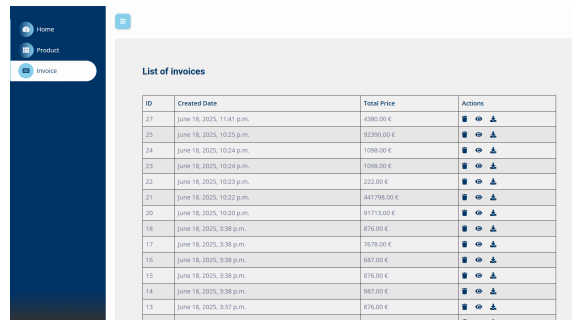 Home
Product
Invoice
List of invoices
ID Created Date Total Price Actions
27 June 18, 2025, 11:41 p.m. 4380.00 €
25 June 18, 2025, 10:25 p.m. 92390.00 €
24 June 18, 2025, 10:24 p.m. 1098.00 €
23 June 18, 2025, 10:24 p.m. 1098.00 €
22 June 18, 2025, 10:23 p.m. 222.00 €
21 June 18, 2025, 10:22 p.m. 441798.00 €
20 June 18, 2025, 10:20 p.m. 91713.00 €
18 June 18, 2025, 3:38 p.m. 876.00 €
17 June 18, 2025, 3:38 p.m. 7678.00 €
16 June 18, 2025, 3:38 p.m. 687.00 €
15 June 18, 2025, 3:38 p.m. 876.00 €
14 June 18, 2025, 3:38 p.m. 987.00 €
13 June 18, 2025, 3:37 p.m. 876.00 €